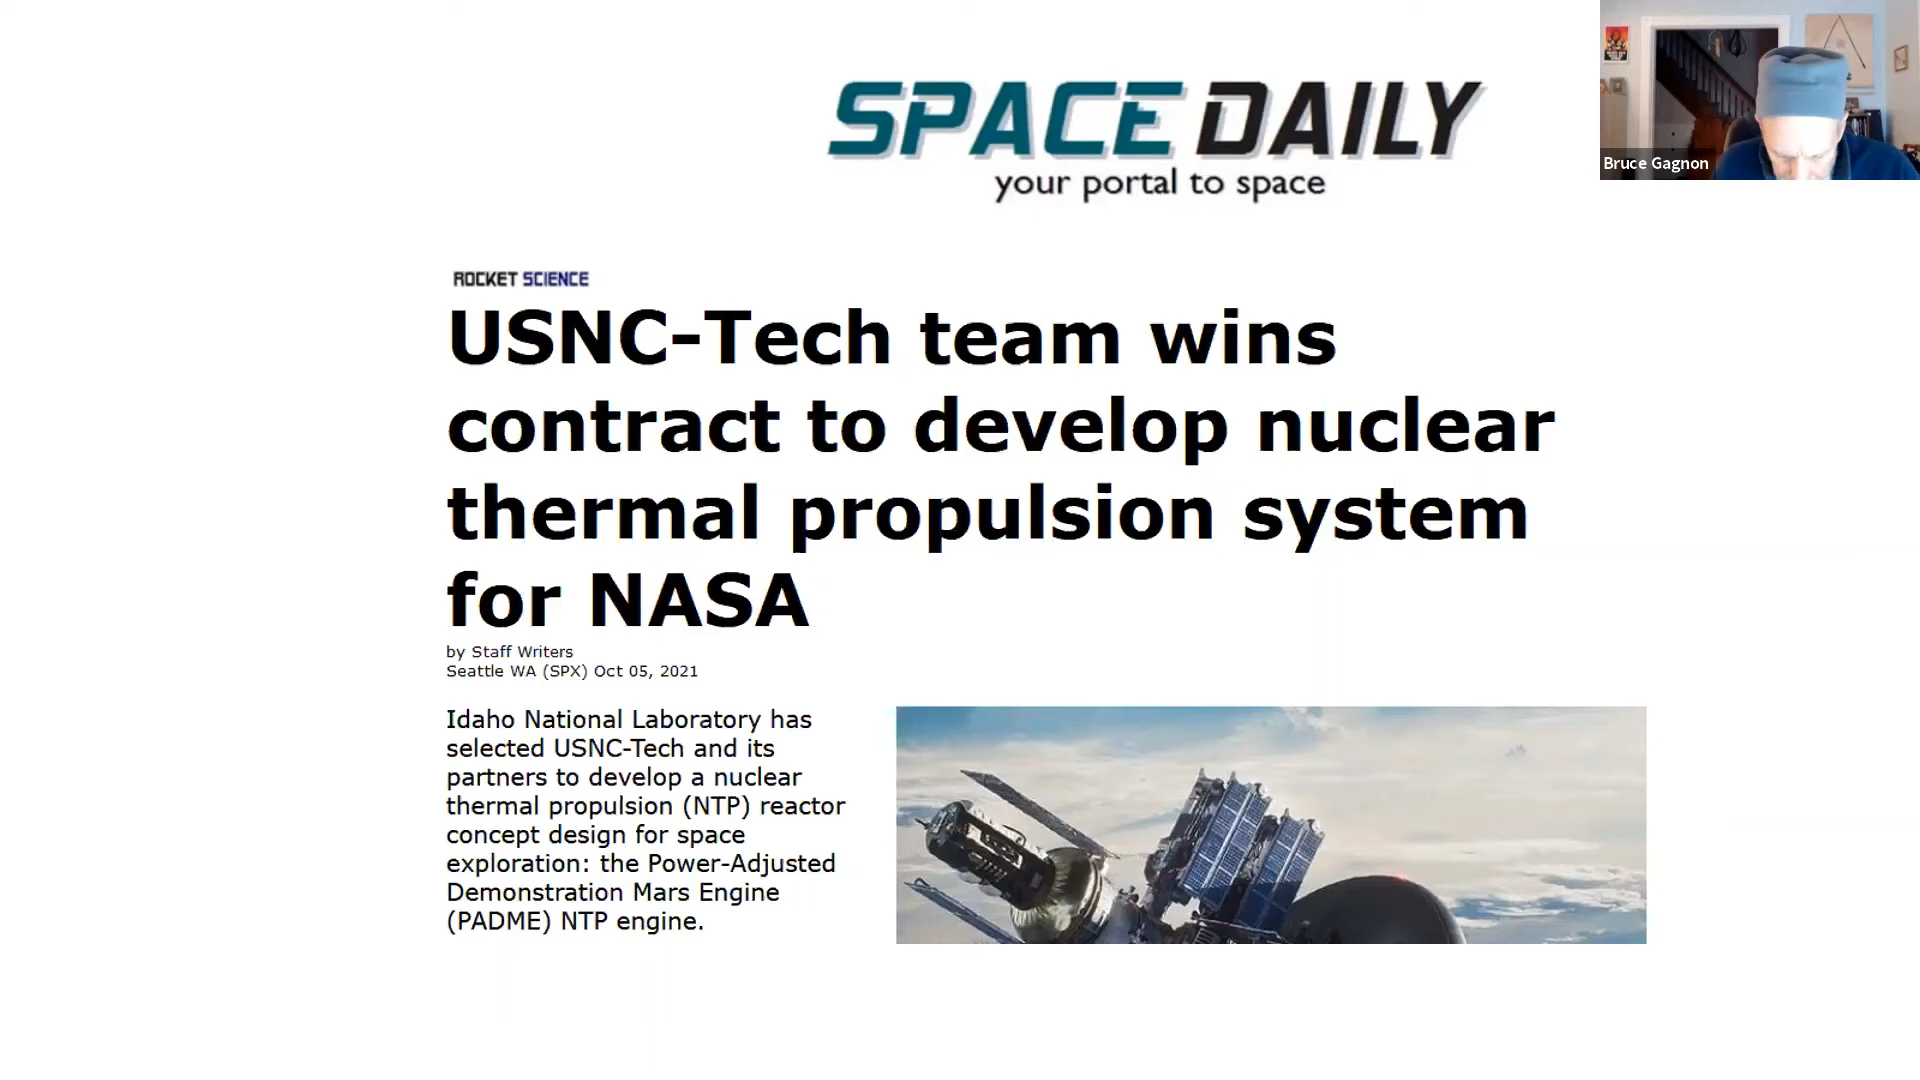 SPACE DAILY
your portal to space
Bruce Gagnon
ROCKET SCIENCE
USNC-Tech team wins
contract to develop nuclear
thermal propulsion system
for NASA
by Staff Writers
Seattle WA (SPX) Oct 05, 2021
Idaho National Laboratory has
selected USNC-Tech and its
partners to develop a nuclear
thermal propulsion (NTP) reactor
concept design for space
exploration: the Power-Adjusted
Demonstration Mars Engine
(PADME) NTP engine.